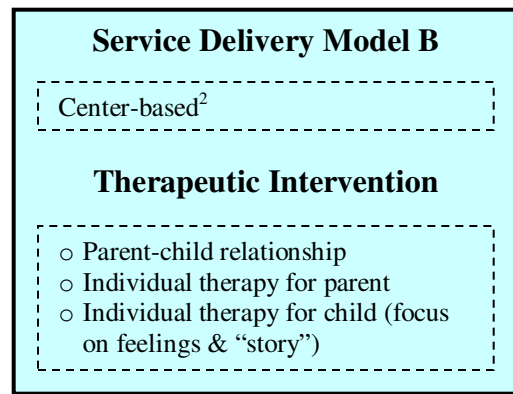 Service Delivery Model B
Center-based²
Therapeutic Intervention
○ Parent-child relationship
○ Individual therapy for parent
○ Individual therapy for child (focus
on feelings & “story”)